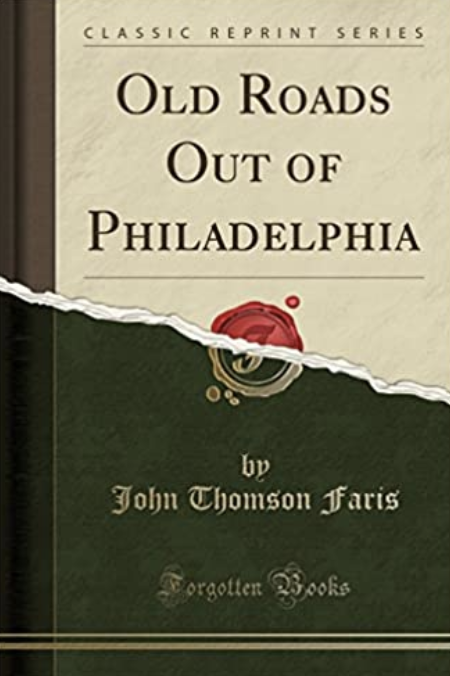 CLASSIC REPRINT SERIES
OLD ROADS
OUT OF
PHILADELPHIA
F
by
John Thomson Faris
Forgotten Books